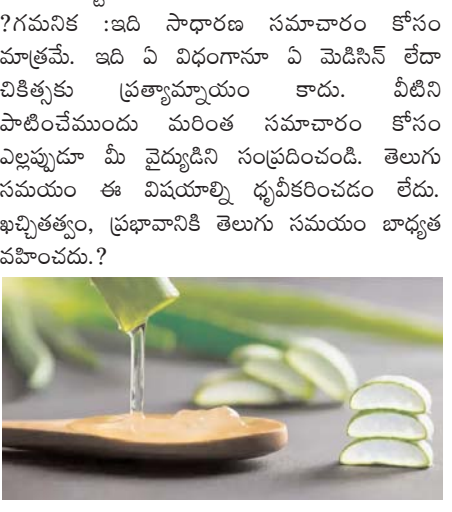 ?గమనిక :ఇది సాధారణ సమాచారం కోసం
మాత్రమే. ఇది ఏ విధంగానూ ఏ మెడిసిన్ లేదా
చికిత్సకు ప్రత్యామ్నాయం కాదు. వీటిని
పాటించేముందు మరింత సమాచారం కోసం
ఎల్లప్పుడూ మీ వైద్యుడిని సంప్రదించండి. తెలుగు
సమయం ఈ విషయాల్ని ధృవీకరించడం లేదు.
ఖచ్చితత్వం, ప్రభావానికి తెలుగు సమయం బాధ్యత
వహించదు.?